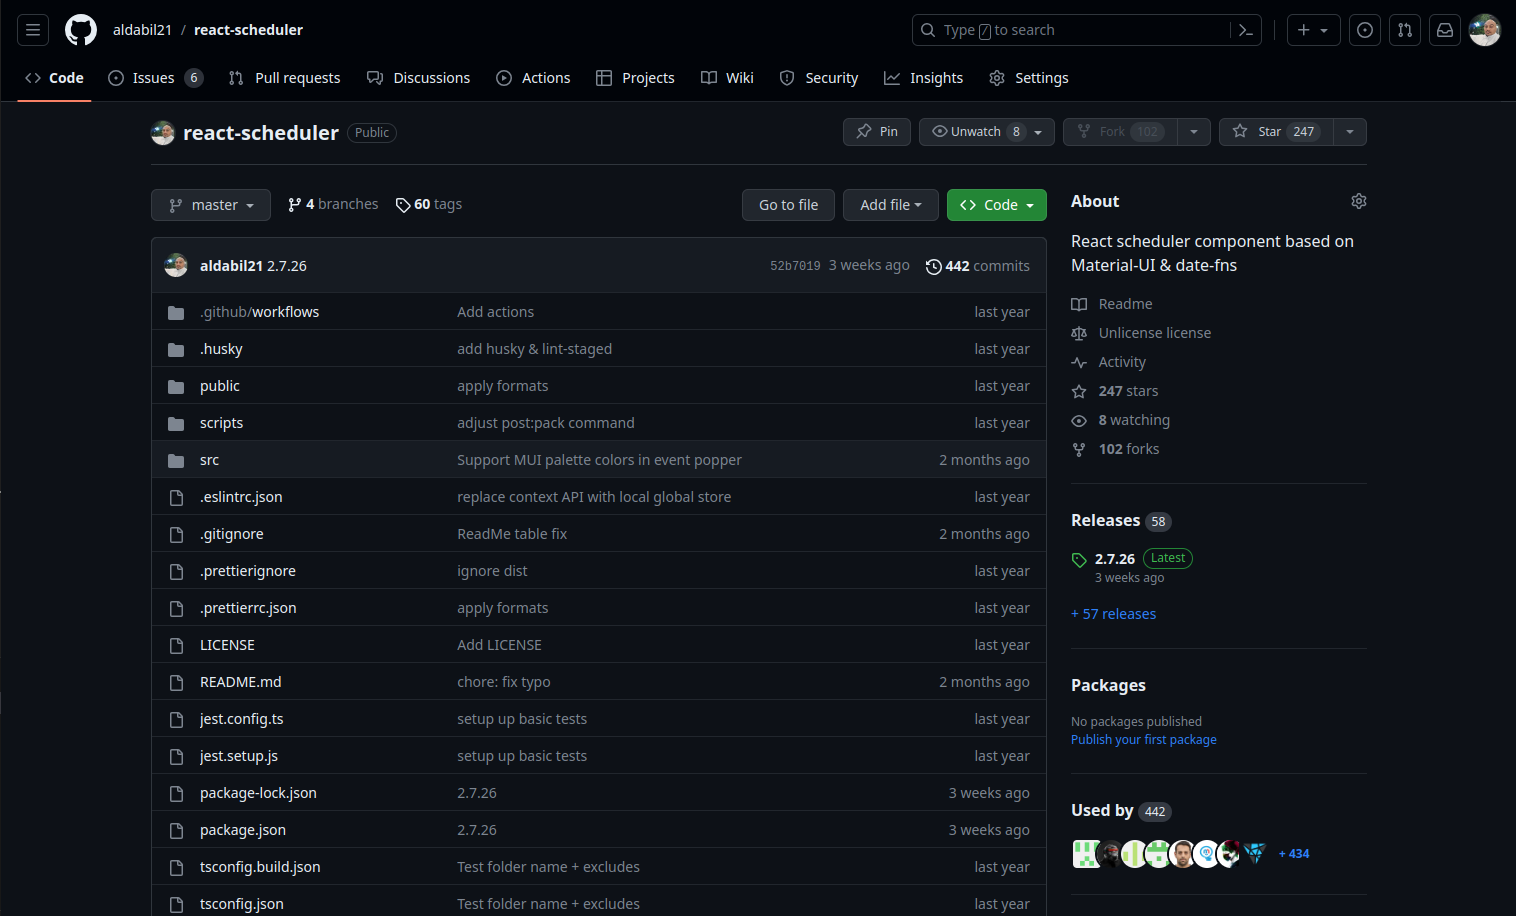 aldabil21 / react-scheduler
Type / to search
Code
Issues 6
Pull requests
Discussions
Actions
Projects
Wiki
Security
Insights
Settings
react-scheduler Public
Pin
Unwatch 8
Fork 102
Star 247
master
4 branches
60 tags
Go to file
Add file
Code
aldabil21 2.7.26 52b7019 3 weeks ago 442 commits
.github/workflows Add actions last year
.husky add husky & lint-staged last year
public apply formats last year
scripts adjust post:pack command last year
src Support MUI palette colors in event popper 2 months ago
.eslintrc.json replace context API with local global store last year
.gitignore ReadMe table fix 2 months ago
.prettierignore ignore dist last year
.prettierrc.json apply formats last year
LICENSE Add LICENSE last year
README.md chore: fix typo 2 months ago
jest.config.ts setup up basic tests last year
jest.setup.js setup up basic tests last year
package-lock.json 2.7.26 3 weeks ago
package.json 2.7.26 3 weeks ago
tsconfig.build.json Test folder name + excludes last year
tsconfig.json Test folder name + excludes last year
About
React scheduler component based on
Material-UI & date-fns
Readme
Unlicense license
Activity
247 stars
8 watching
102 forks
Releases 58
2.7.26 Latest
3 weeks ago
+ 57 releases
Packages
No packages published
Publish your first package
Used by 442
+ 434